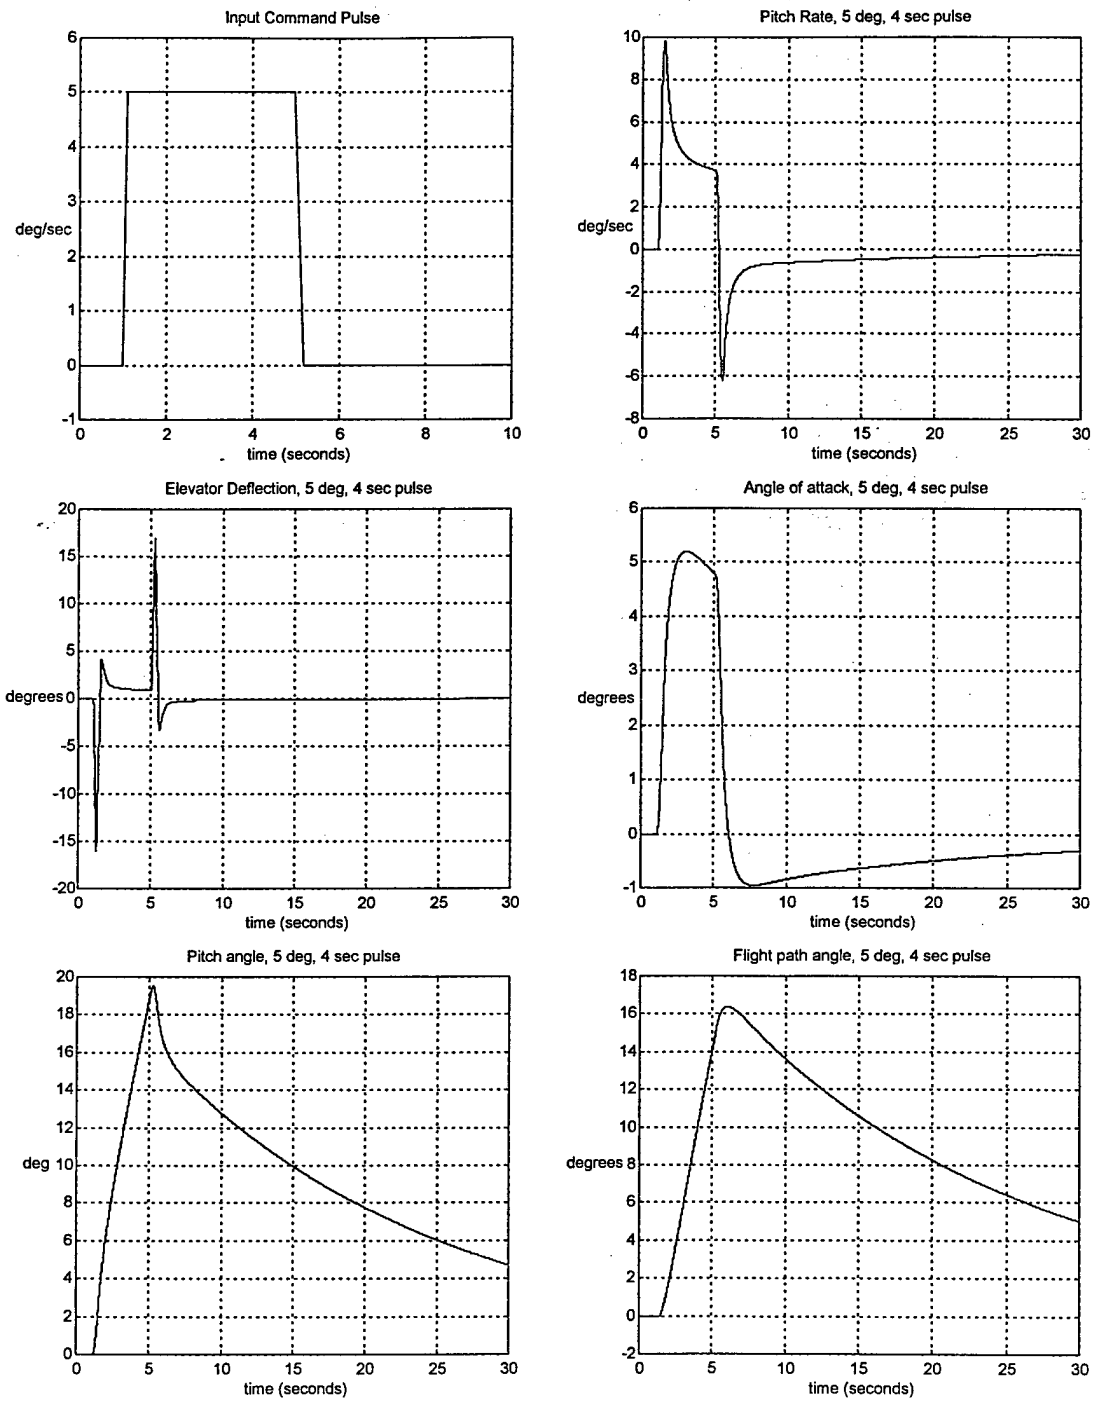 Input Command Pulse
6
5
4
3
deg/sec
2
1
0
-1
0 2 4 6 8 10
time (seconds)
Pitch Rate, 5 deg, 4 sec pulse
10
8
6
4
2
deg/sec
0
-2
-4
-6
-8
0 5 10 15 20 25 30
time (seconds)
Elevator Deflection, 5 deg, 4 sec pulse
20
15
10
5
degrees 0
-5
-10
-15
-20
0 5 10 15 20 25 30
time (seconds)
Angle of attack, 5 deg, 4 sec pulse
6
5
4
3
degrees
2
1
0
-1
0 5 10 15 20 25 30
time (seconds)
Pitch angle, 5 deg, 4 sec pulse
20
18
16
14
12
deg 10
8
6
4
2
0
0 5 10 15 20 25 30
time (seconds)
Flight path angle, 5 deg, 4 sec pulse
18
16
14
12
10
degrees 8
6
4
2
0
-2
0 5 10 15 20 25 30
time (seconds)